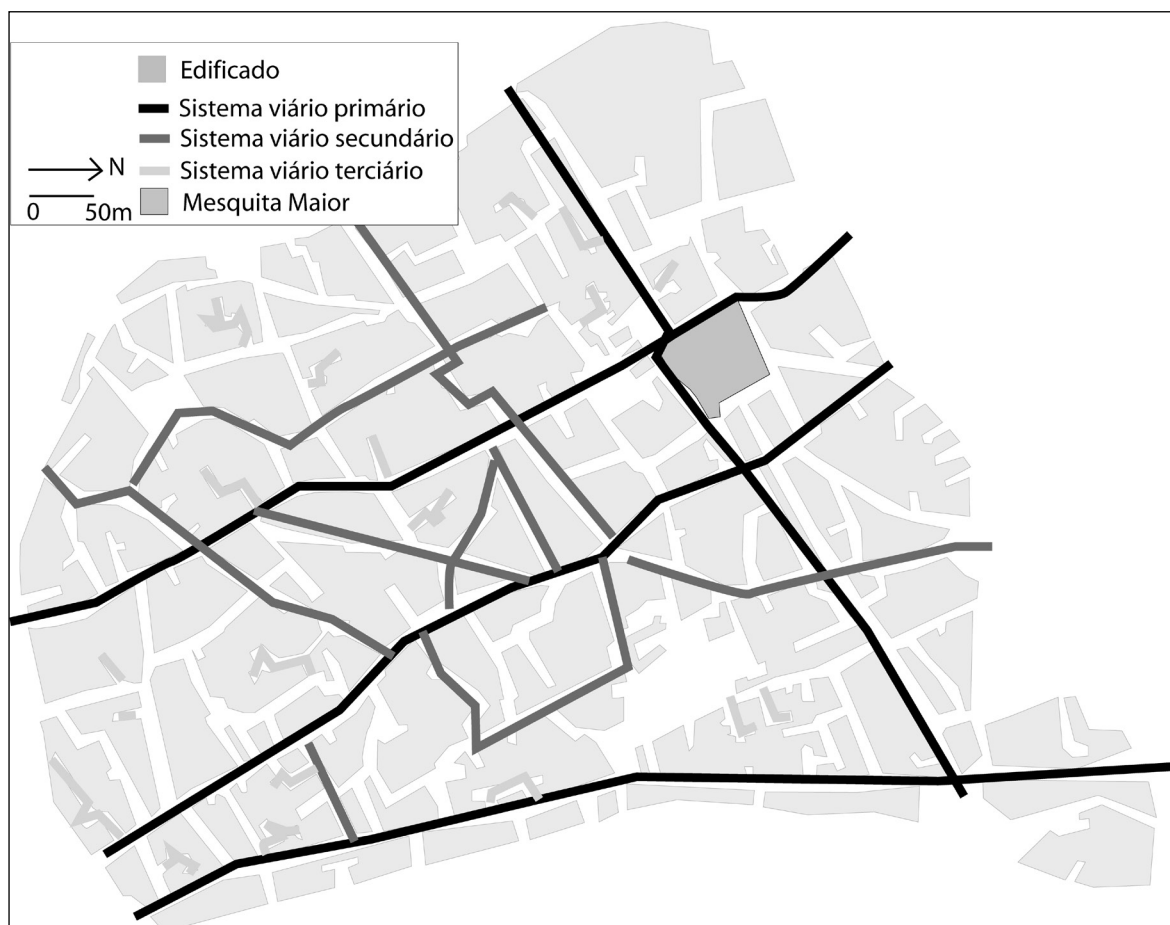 Edificado
Sistema viário primário
Sistema viário secundário
Sistema viário terciário
Mesquita Maior
N
0 50m